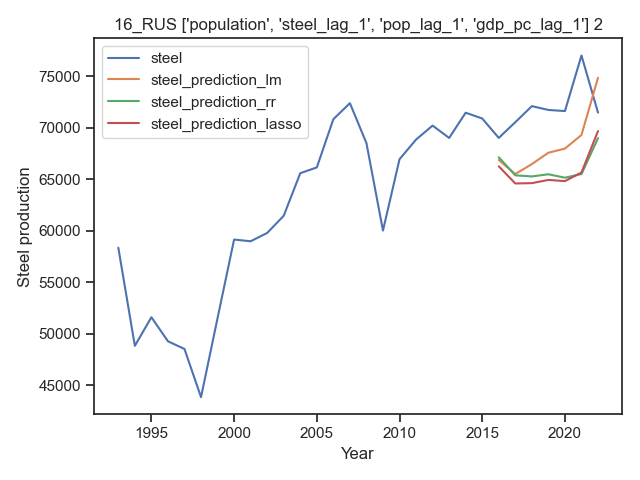 16_RUS ['population', 'steel_lag_1', 'pop_lag_1', 'gdp_pc_lag_1'] 2
steel
steel_prediction_lm
steel_prediction_rr
steel_prediction_lasso
75000
70000
65000
60000
55000
50000
45000
Steel production
1995
2000
2005
2010
2015
2020
Year